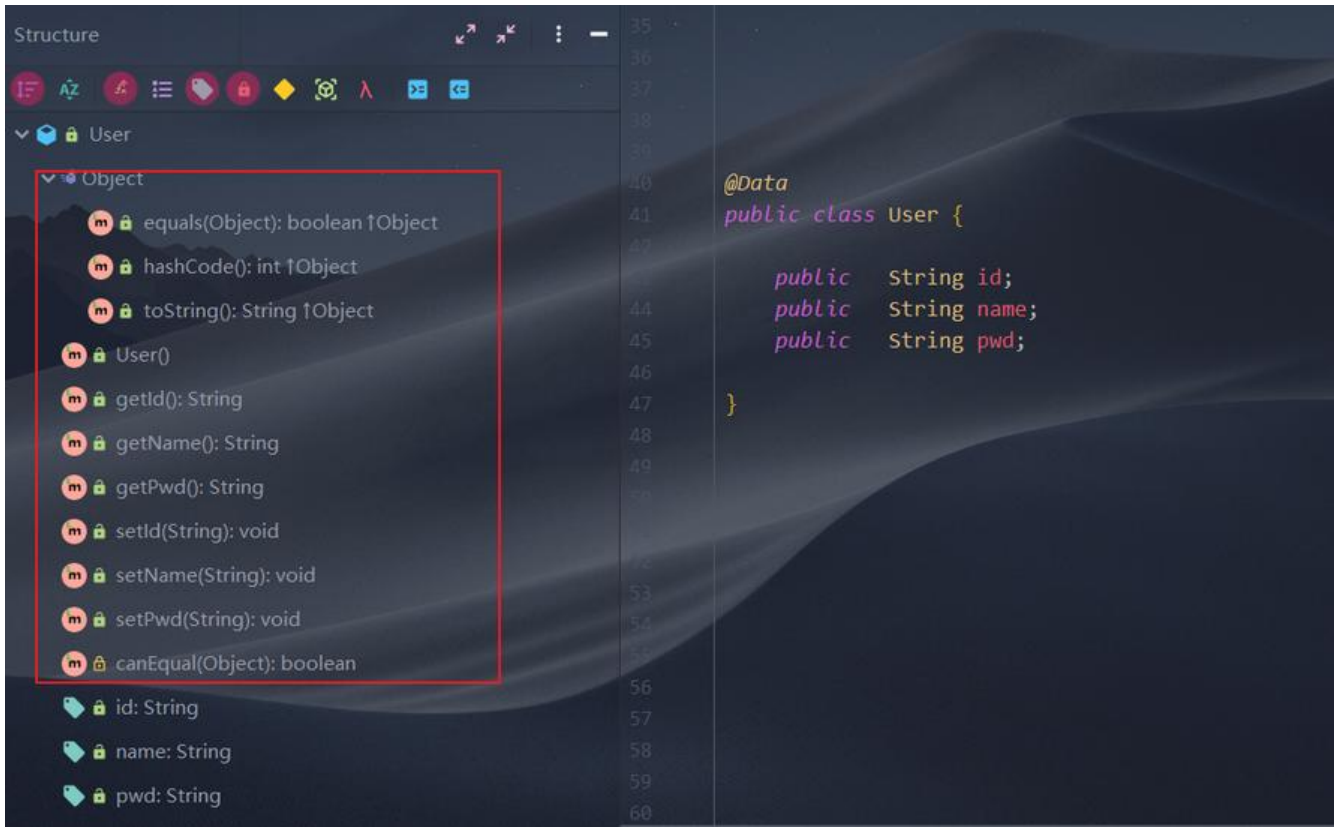 Structure
User
Object
equals(Object): boolean ↑Object
hashCode(): int ↑Object
toString(): String ↑Object
User()
getId(): String
getName(): String
getPwd(): String
setId(String): void
setName(String): void
setPwd(String): void
canEqual(Object): boolean
id: String
name: String
pwd: String
35
36
37
38
39
40 @Data
41 public class User {
42
public String id;
44 public String name;
45 public String pwd;
46
47 }
48
49
53
54
56
57
58
59
60